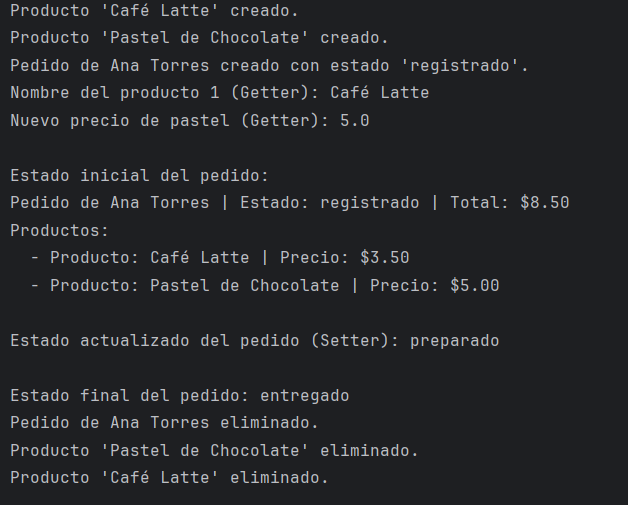 Producto 'Café Latte' creado.
Producto 'Pastel de Chocolate' creado.
Pedido de Ana Torres creado con estado 'registrado'.
Nombre del producto 1 (Getter): Café Latte
Nuevo precio de pastel (Getter): 5.0
Estado inicial del pedido:
Pedido de Ana Torres | Estado: registrado | Total: $8.50
Productos:
  - Producto: Café Latte | Precio: $3.50
  - Producto: Pastel de Chocolate | Precio: $5.00
Estado actualizado del pedido (Setter): preparado
Estado final del pedido: entregado
Pedido de Ana Torres eliminado.
Producto 'Pastel de Chocolate' eliminado.
Producto 'Café Latte' eliminado.